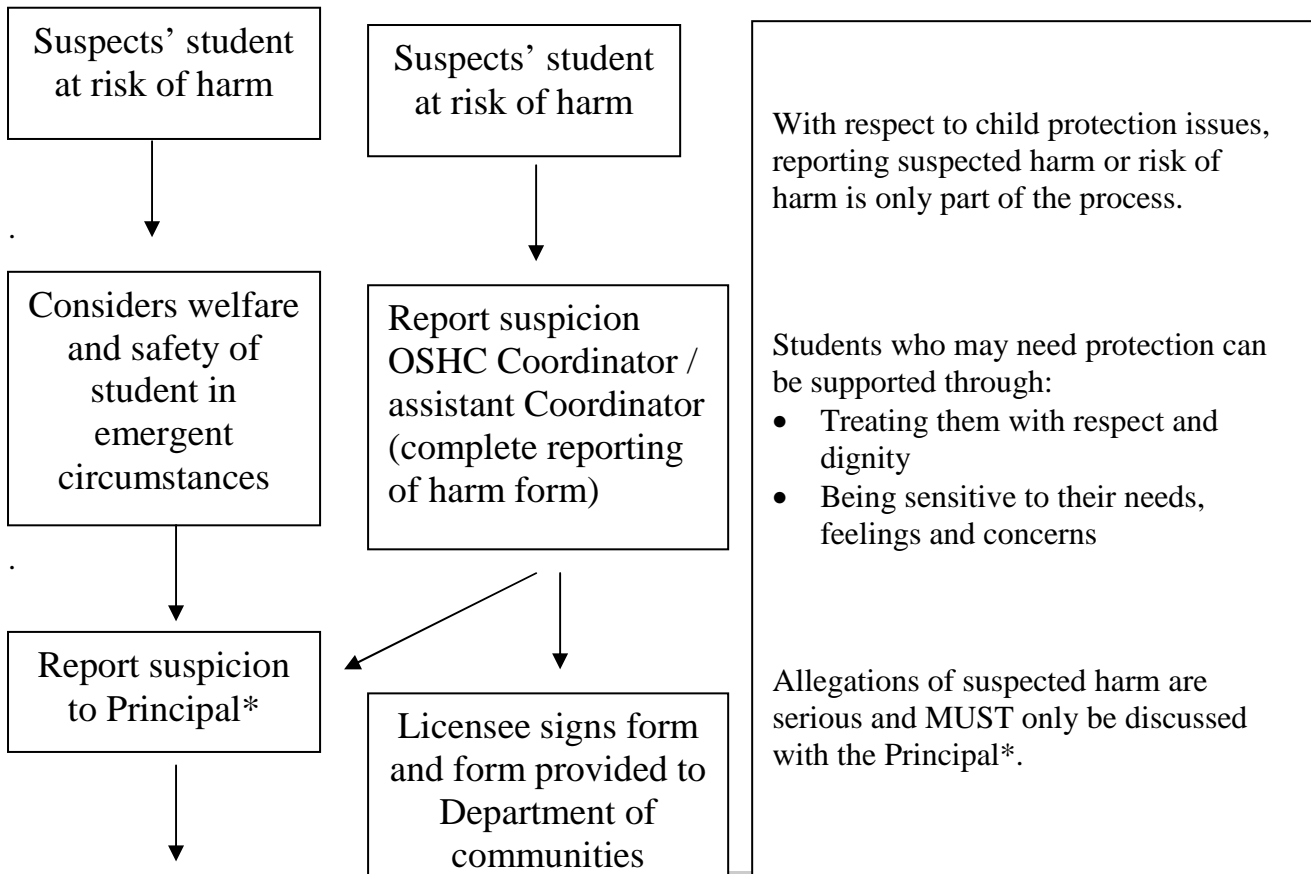 Suspects’ student
at risk of harm
.
Considers welfare
and safety of
student in
emergent
circumstances
.
Report suspicion
to Principal*
Suspects’ student
at risk of harm
Report suspicion
OSHC Coordinator /
assistant Coordinator
(complete reporting
of harm form)
Licensee signs form
and form provided to
Department of
communities
With respect to child protection issues,
reporting suspected harm or risk of
harm is only part of the process.
Students who may need protection can
be supported through:
• Treating them with respect and
dignity
• Being sensitive to their needs,
feelings and concerns
Allegations of suspected harm are
serious and MUST only be discussed
with the Principal*.